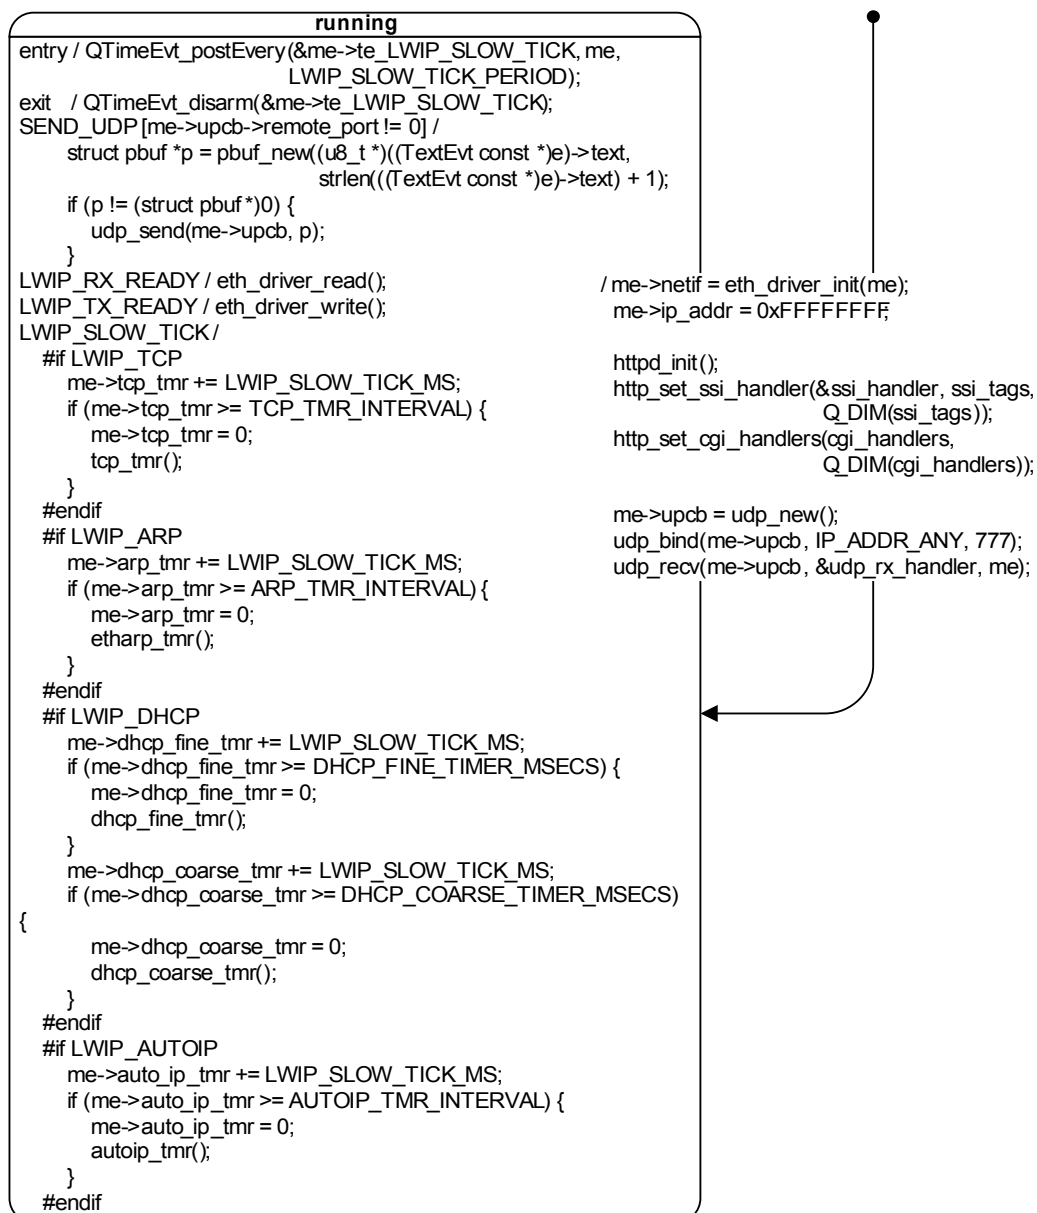 running
entry / QTimeEvt_postEvery(&me->te_LWIP_SLOW_TICK, me,
LWIP_SLOW_TICK_PERIOD);
exit / QTimeEvt_disarm(&me->te_LWIP_SLOW_TICK);
SEND_UDP [me->upcb->remote_port != 0] /
struct pbuf *p = pbuf_new((u8_t *)((TextEvt const *)e)->text,
strlen(((TextEvt const *)e)->text) + 1);
if (p != (struct pbuf *)0) {
udp_send(me->upcb, p);
}
LWIP_RX_READY / eth_driver_read();
LWIP_TX_READY / eth_driver_write();
LWIP_SLOW_TICK /
#if LWIP_TCP
me->tcp_tmr += LWIP_SLOW_TICK_MS;
if (me->tcp_tmr >= TCP_TMR_INTERVAL) {
me->tcp_tmr = 0;
tcp_tmr();
}
#endif
#if LWIP_ARP
me->arp_tmr += LWIP_SLOW_TICK_MS;
if (me->arp_tmr >= ARP_TMR_INTERVAL) {
me->arp_tmr = 0;
etharp_tmr();
}
#endif
#if LWIP_DHCP
me->dhcp_fine_tmr += LWIP_SLOW_TICK_MS;
if (me->dhcp_fine_tmr >= DHCP_FINE_TIMER_MSECS) {
me->dhcp_fine_tmr = 0;
dhcp_fine_tmr();
}
me->dhcp_coarse_tmr += LWIP_SLOW_TICK_MS;
if (me->dhcp_coarse_tmr >= DHCP_COARSE_TIMER_MSECS)
{
me->dhcp_coarse_tmr = 0;
dhcp_coarse_tmr();
}
#endif
#if LWIP_AUTOIP
me->auto_ip_tmr += LWIP_SLOW_TICK_MS;
if (me->auto_ip_tmr >= AUTOIP_TMR_INTERVAL) {
me->auto_ip_tmr = 0;
autoip_tmr();
}
#endif
/ me->netif = eth_driver_init(me);
me->ip_addr = 0xFFFFFFFF;
httpd_init();
http_set_ssi_handler(&ssi_handler, ssi_tags,
Q_DIM(ssi_tags));
http_set_cgi_handlers(cgi_handlers,
Q_DIM(cgi_handlers));
me->upcb = udp_new();
udp_bind(me->upcb, IP_ADDR_ANY, 777);
udp_recv(me->upcb, &udp_rx_handler, me);